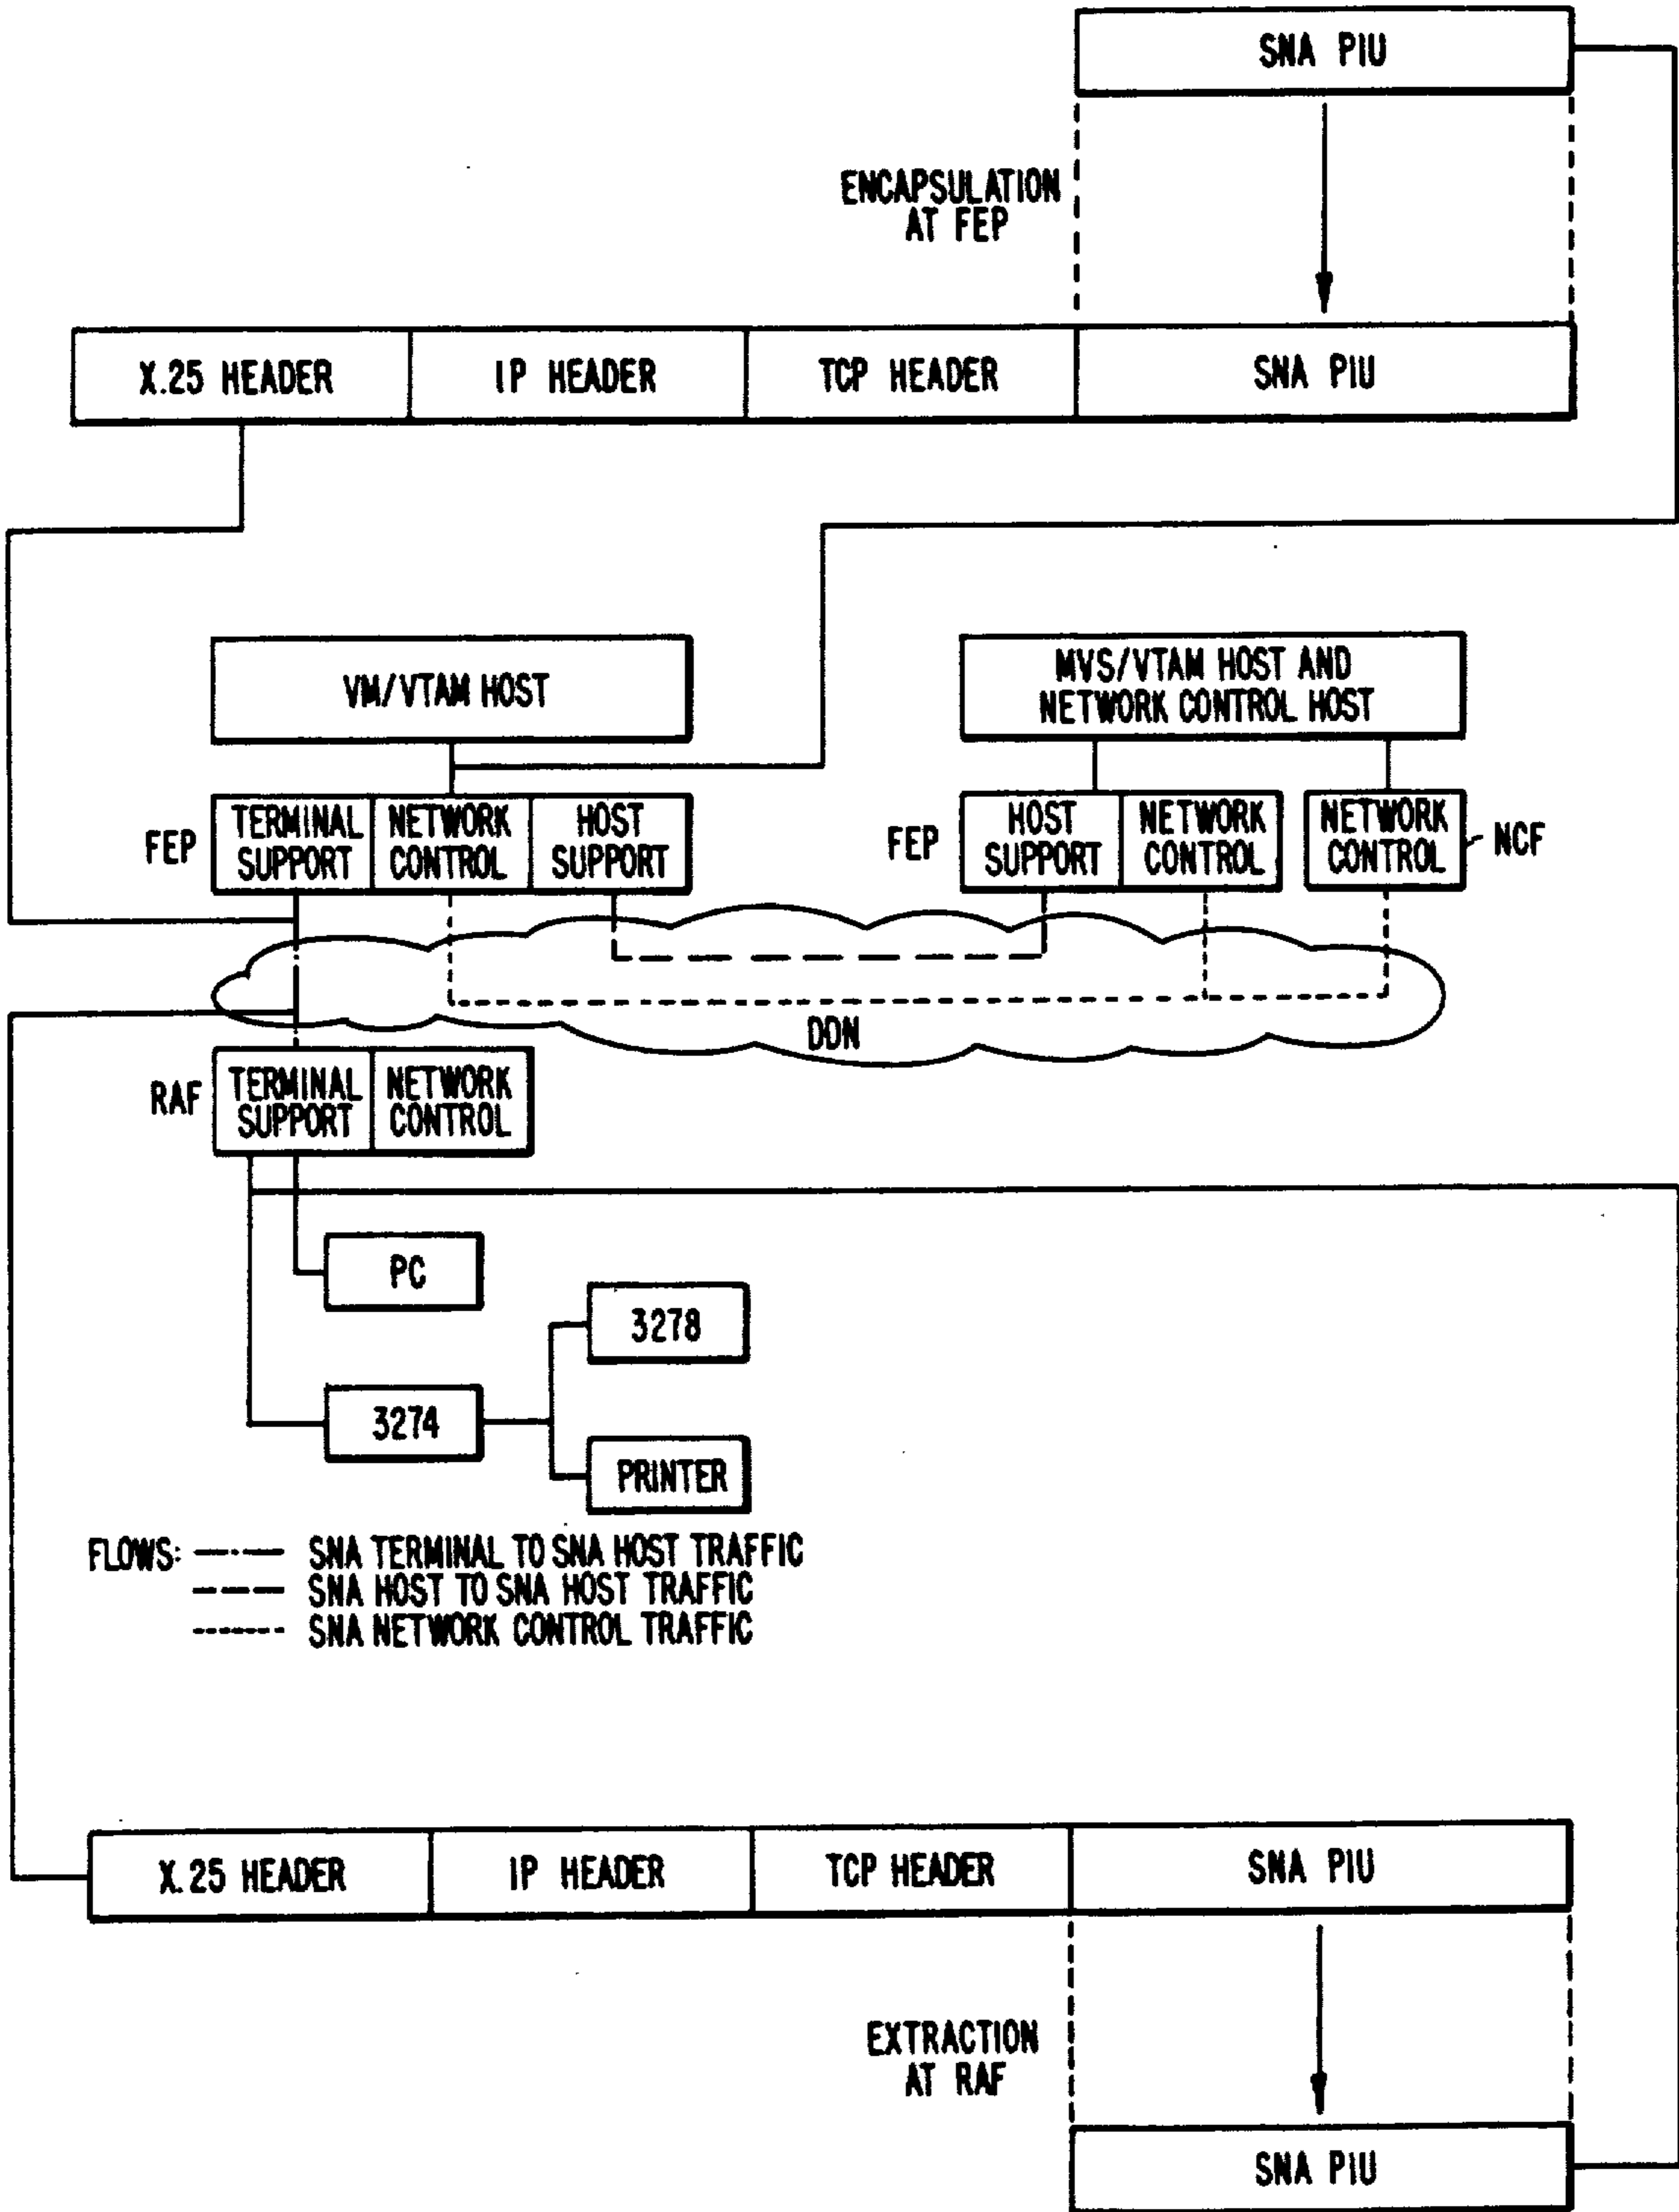 SNA PIU
ENCAPSULATION
AT FEP
X.25 HEADER
IP HEADER
TCP HEADER
SNA PIU
VM/VTAM HOST
MVS/VTAM HOST AND
NETWORK CONTROL HOST
FEP
TERMINAL
SUPPORT
NETWORK
CONTROL
HOST
SUPPORT
FEP
HOST
SUPPORT
NETWORK
CONTROL
NETWORK
CONTROL
NCF
DDN
RAF
TERMINAL
SUPPORT
NETWORK
CONTROL
PC
3278
3274
PRINTER
FLOWS:
SNA TERMINAL TO SNA HOST TRAFFIC
SNA HOST TO SNA HOST TRAFFIC
SNA NETWORK CONTROL TRAFFIC
X.25 HEADER
IP HEADER
TCP HEADER
SNA PIU
EXTRACTION
AT RAF
SNA PIU